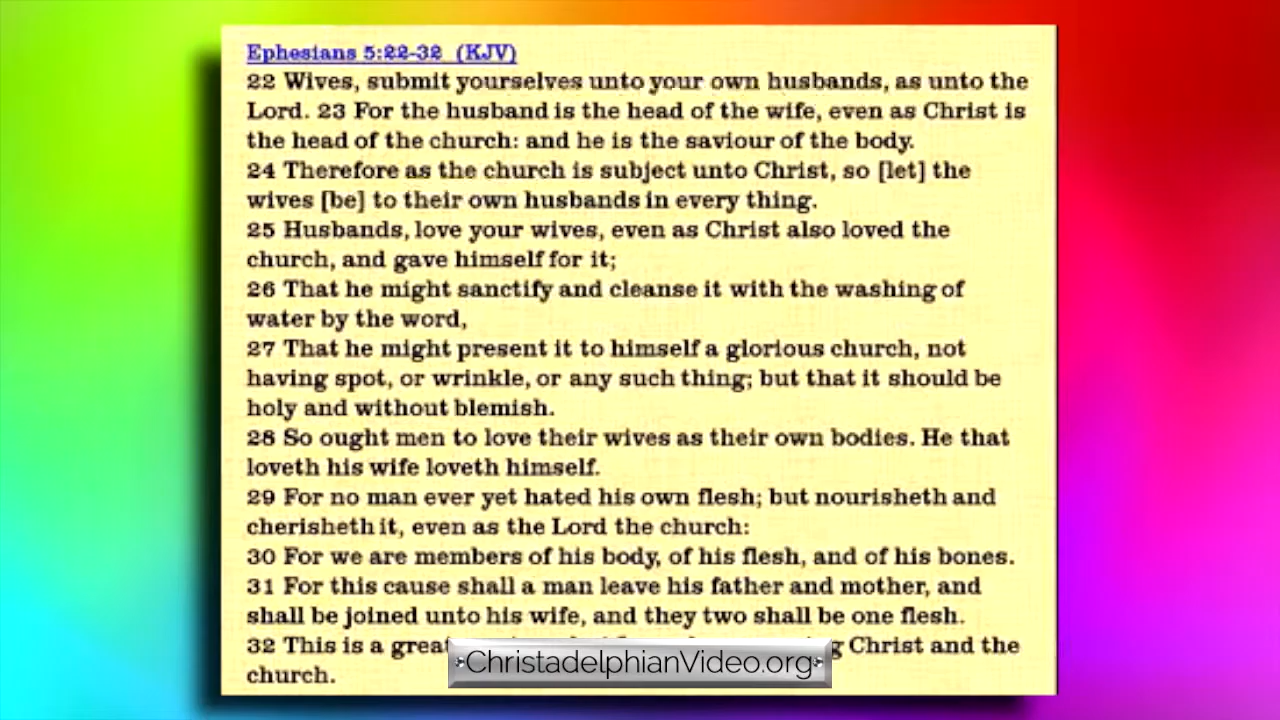 Ephesians 5:22-32 (KJV)
22 Wives, submit yourselves unto your own husbands, as unto the
Lord. 23 For the husband is the head of the wife, even as Christ is
the head of the church: and he is the saviour of the body.
24 Therefore as the church is subject unto Christ, so [let] the
wives [be] to their own husbands in every thing.
25 Husbands, love your wives, even as Christ also loved the
church, and gave himself for it;
26 That he might sanctify and cleanse it with the washing of
water by the word,
27 That he might present it to himself a glorious church, not
having spot, or wrinkle, or any such thing; but that it should be
holy and without blemish.
28 So ought men to love their wives as their own bodies. He that
loveth his wife loveth himself.
29 For no man ever yet hated his own flesh; but nourisheth and
cherisheth it, even as the Lord the church:
30 For we are members of his body, of his flesh, and of his bones.
31 For this cause shall a man leave his father and mother, and
shall be joined unto his wife, and they two shall be one flesh.
32 This is a great Christ and the
church.
ChristadelphianVideo.org